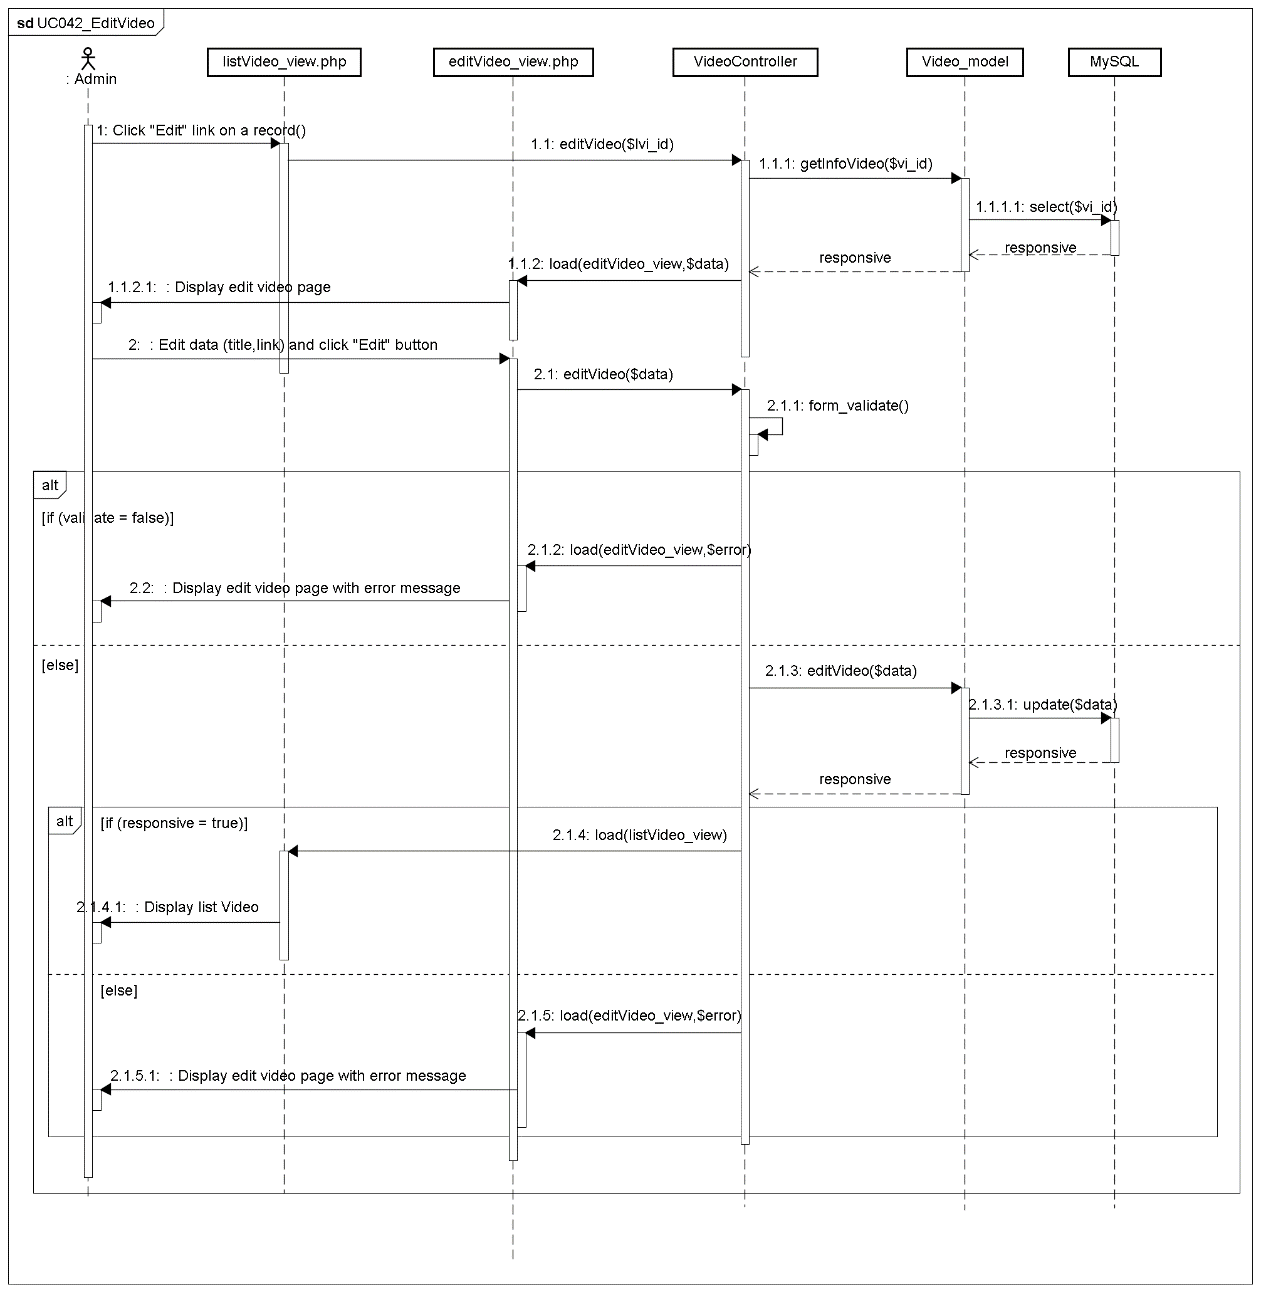 sd UC042_EditVideo
: Admin
listVideo_view.php
editVideo_view.php
VideoController
Video_model
MySQL
1: Click "Edit" link on a record()
1.1: editVideo($lvi_id)
1.1.1: getInfoVideo($vi_id)
1.1.1.1: select($vi_id)
responsive
responsive
1.1.2: load(editVideo_view,$data)
1.1.2.1:  : Display edit video page
2:  : Edit data (title,link) and click "Edit" button
2.1: editVideo($data)
2.1.1: form_validate()
alt
[if (validate = false)]
2.1.2: load(editVideo_view,$error)
2.2:  : Display edit video page with error message
[else]
2.1.3: editVideo($data)
2.1.3.1: update($data)
responsive
responsive
alt
[if (responsive = true)]
2.1.4: load(listVideo_view)
2.1.4.1:  : Display list Video
[else]
2.1.5: load(editVideo_view,$error)
2.1.5.1:  : Display edit video page with error message